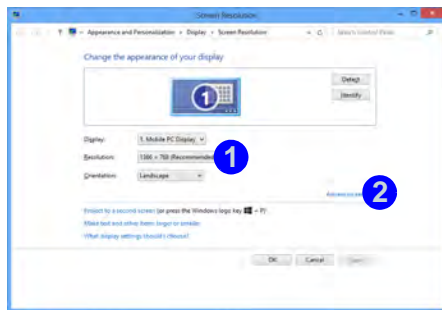 Screen Resolution
Appearance and Personalization Display Screen Resolution
Search Control Panel
Change the appearance of your display
1
Detect
Identify
Display: 1. Mobile PC Display
Resolution: 1366 × 768 (Recommended
1
Orientation: Landscape
2
Advanced
Project to a second screen (or press the Windows logo key + P)
Make text and other items larger or smaller
What display settings should I choose?
OK Cancel Apply